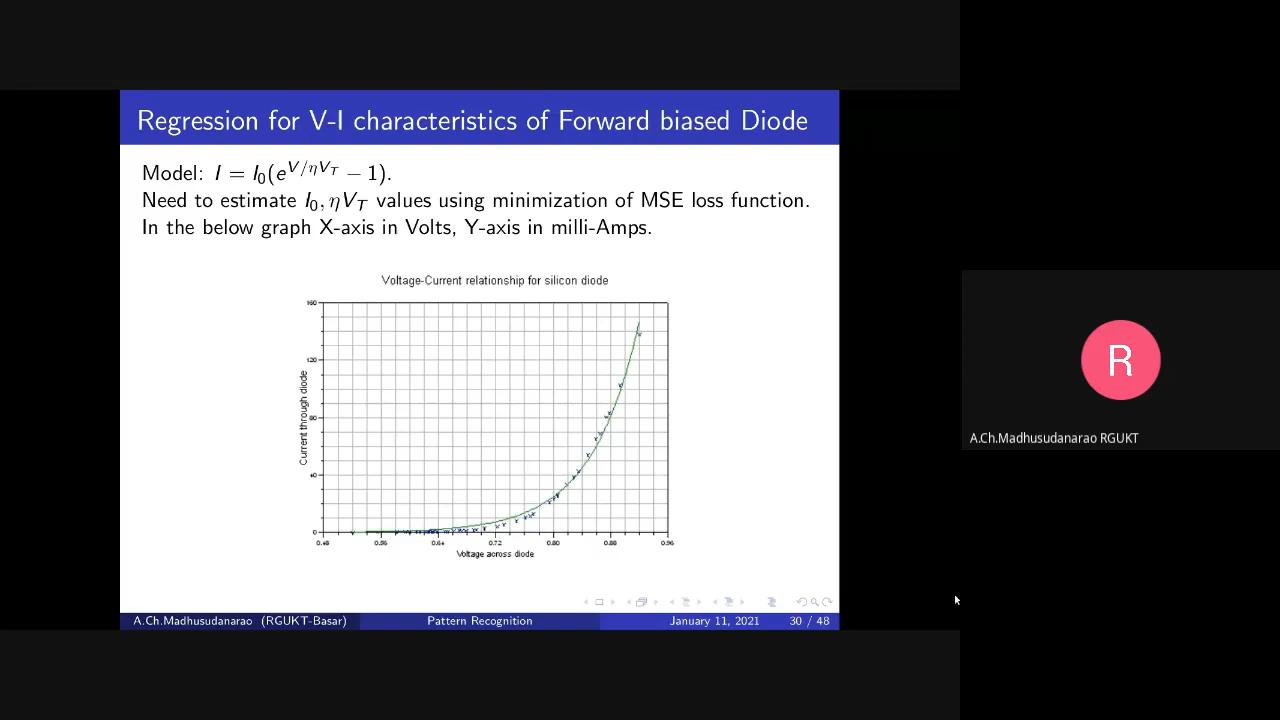 Regression for V-I characteristics of Forward biased Diode
Model: I = I₀(e^{V/ηV_T} − 1).
Need to estimate I₀, ηV_T values using minimization of MSE loss function.
In the below graph X-axis in Volts, Y-axis in milli-Amps.
Voltage-Current relationship for silicon diode
160
120
80
40
0
Current through diode
0.48 0.56 0.64 0.72 0.80 0.88 0.96
Voltage across diode
A.Ch.Madhusudanarao (RGUKT-Basar) Pattern Recognition January 11, 2021 30 / 48
R
A.Ch.Madhusudanarao RGUKT